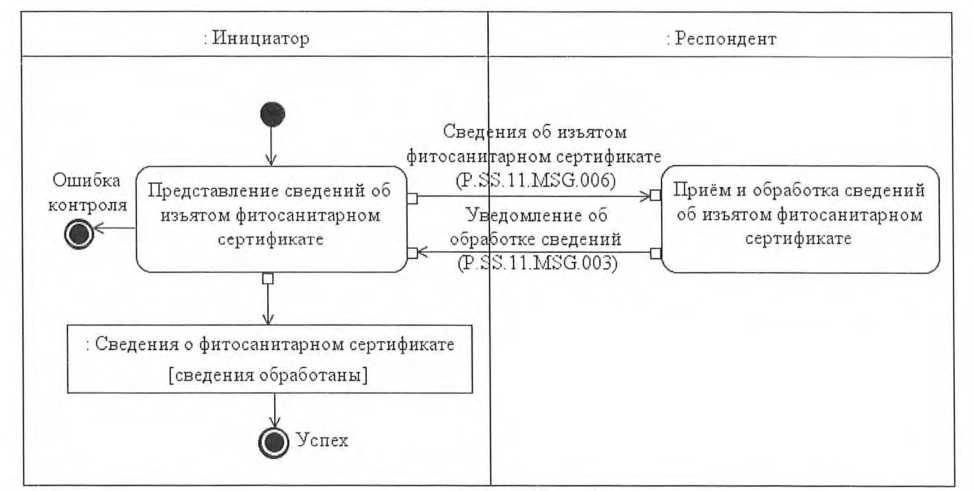 : Инициатор
: Респондент
Сведения об изъятом
фитосанитарном сертификате
(P.SS.11.MSG.006)
Ошибка
контроля
Представление сведений об
изъятом фитосанитарном
сертификате
Приём и обработка сведений
об изъятом фитосанитарном
сертификате
Уведомление об
обработке сведений
(P.SS.11.MSG.003)
: Сведения о фитосанитарном сертификате
[сведения обработаны]
Успех